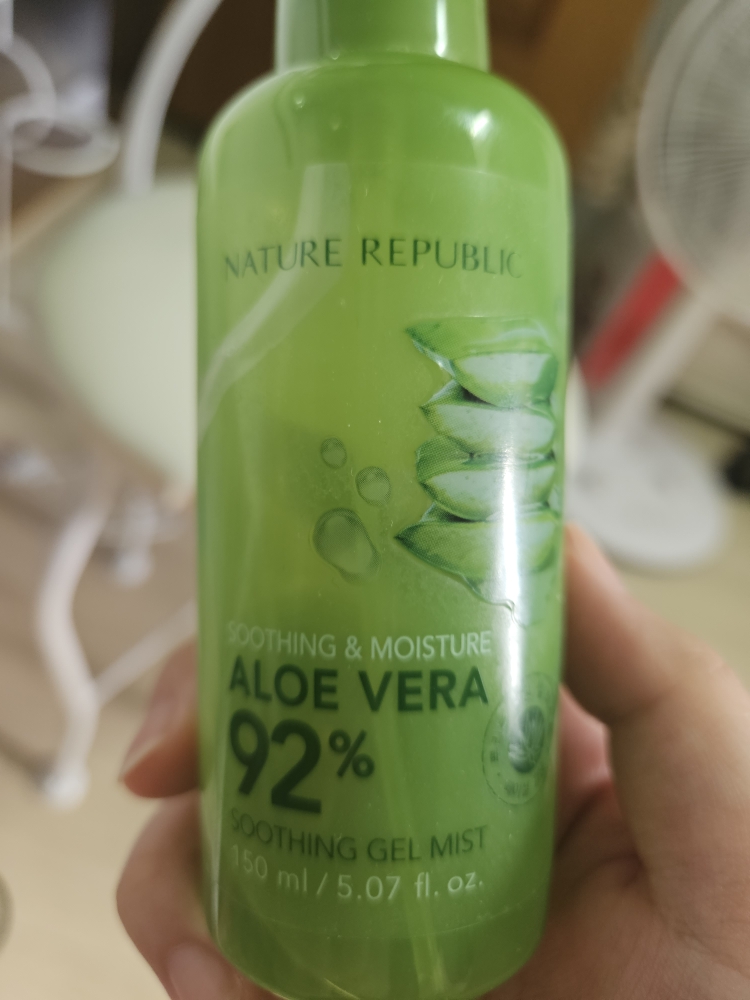 NATURE REPUBLIC
SOOTHING & MOISTURE
ALOE VERA
92%
SOOTHING GEL MIST
150 ml / 5.07 fl. oz.